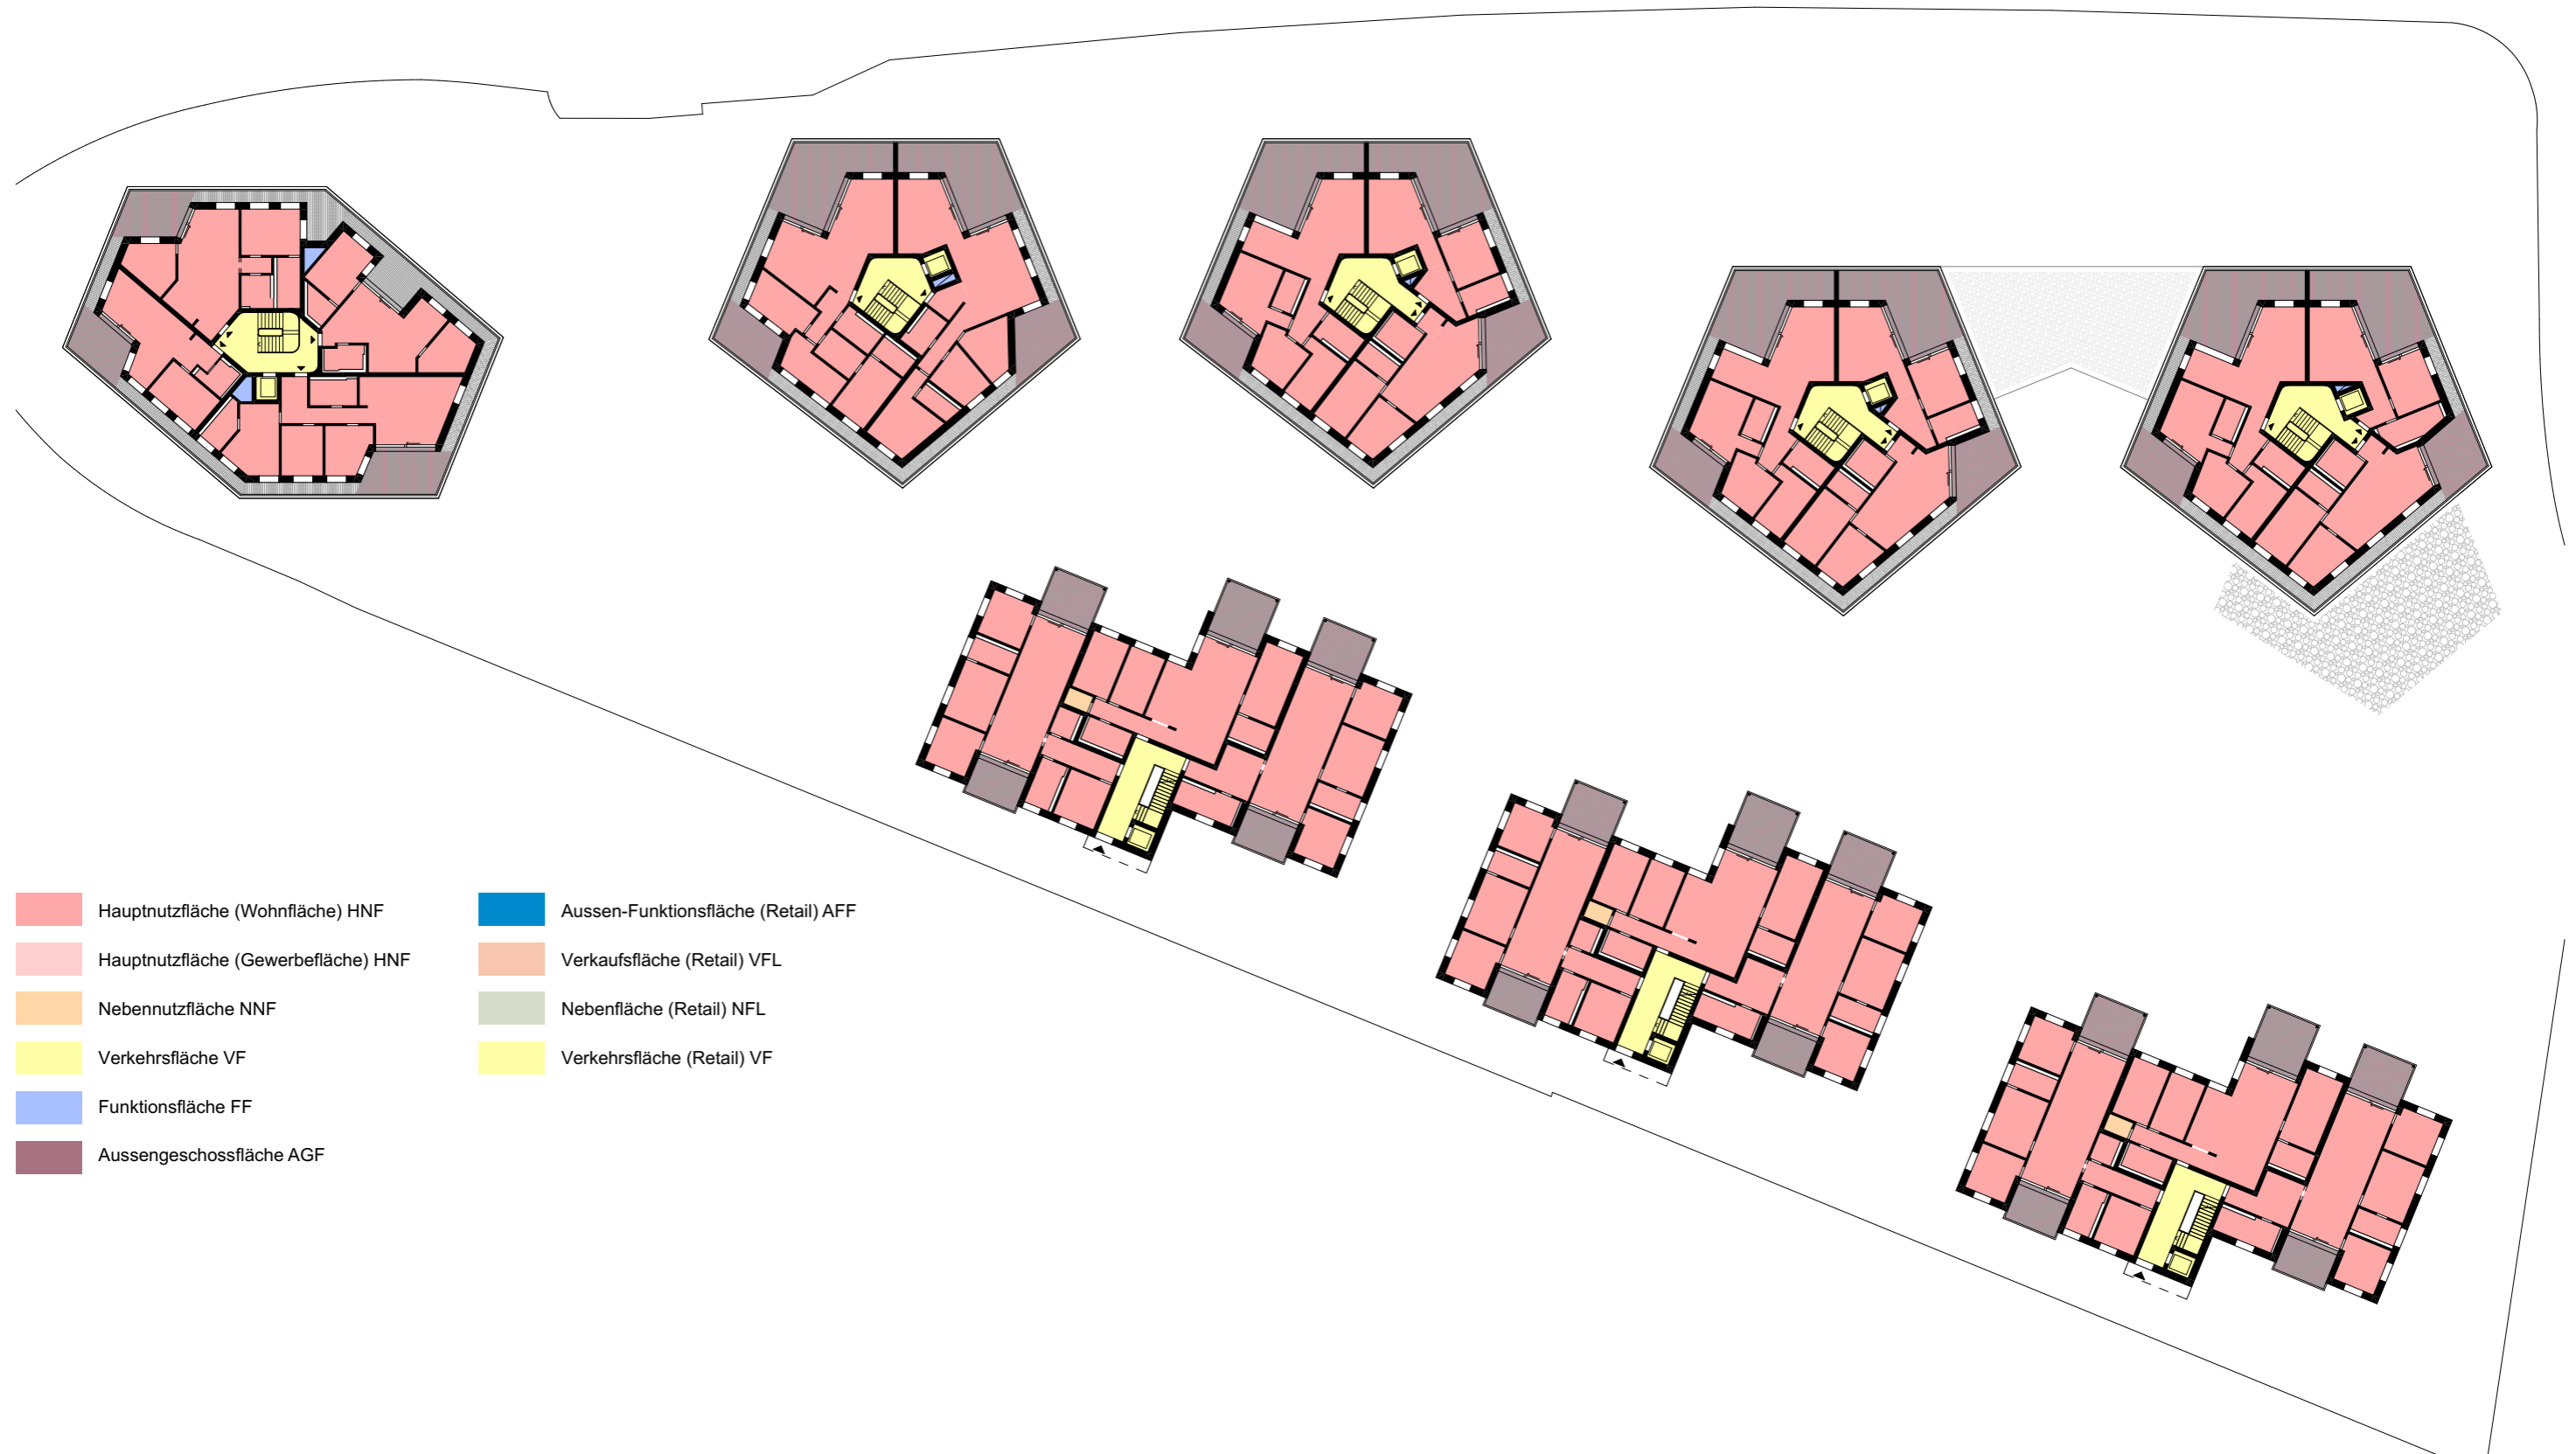 Hauptnutzfläche (Wohnfläche) HNF
Hauptnutzfläche (Gewerbefläche) HNF
Nebennutzfläche NNF
Verkehrsfläche VF
Funktionsfläche FF
Aussengeschossfläche AGF
Aussen-Funktionsfläche (Retail) AFF
Verkaufsfläche (Retail) VFL
Nebenfläche (Retail) NFL
Verkehrsfläche (Retail) VF